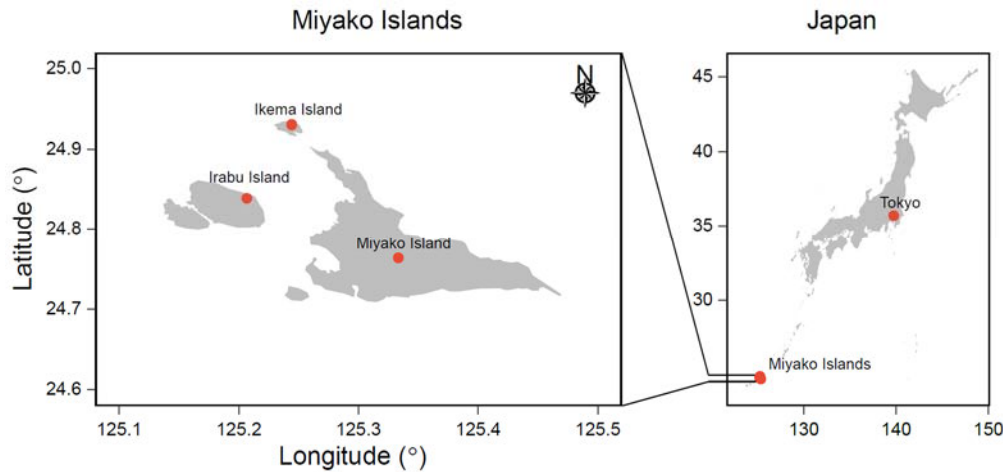 Miyako Islands
Japan
N
25.0
24.9
24.8
24.7
24.6
Latitude (°)
Ikema Island
Irabu Island
Miyako Island
125.1
125.2
125.3
125.4
125.5
Longitude (°)
45
40
35
30
Tokyo
Miyako Islands
130
140
150